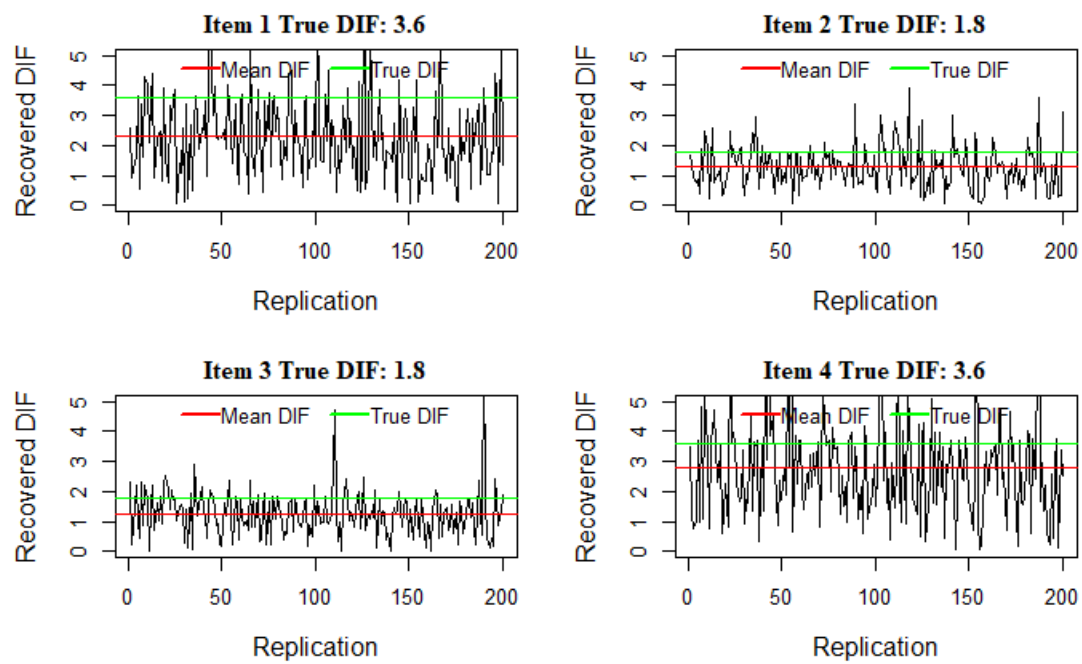 Item 1 True DIF: 3.6
Recovered DIF
5
4
3
2
1
0
Mean DIF
True DIF
0 50 100 150 200
Replication
Item 2 True DIF: 1.8
Recovered DIF
5
4
3
2
1
0
Mean DIF
True DIF
0 50 100 150 200
Replication
Item 3 True DIF: 1.8
Recovered DIF
5
4
3
2
1
0
Mean DIF
True DIF
0 50 100 150 200
Replication
Item 4 True DIF: 3.6
Recovered DIF
5
4
3
2
1
0
Mean DIF
True DIF
0 50 100 150 200
Replication